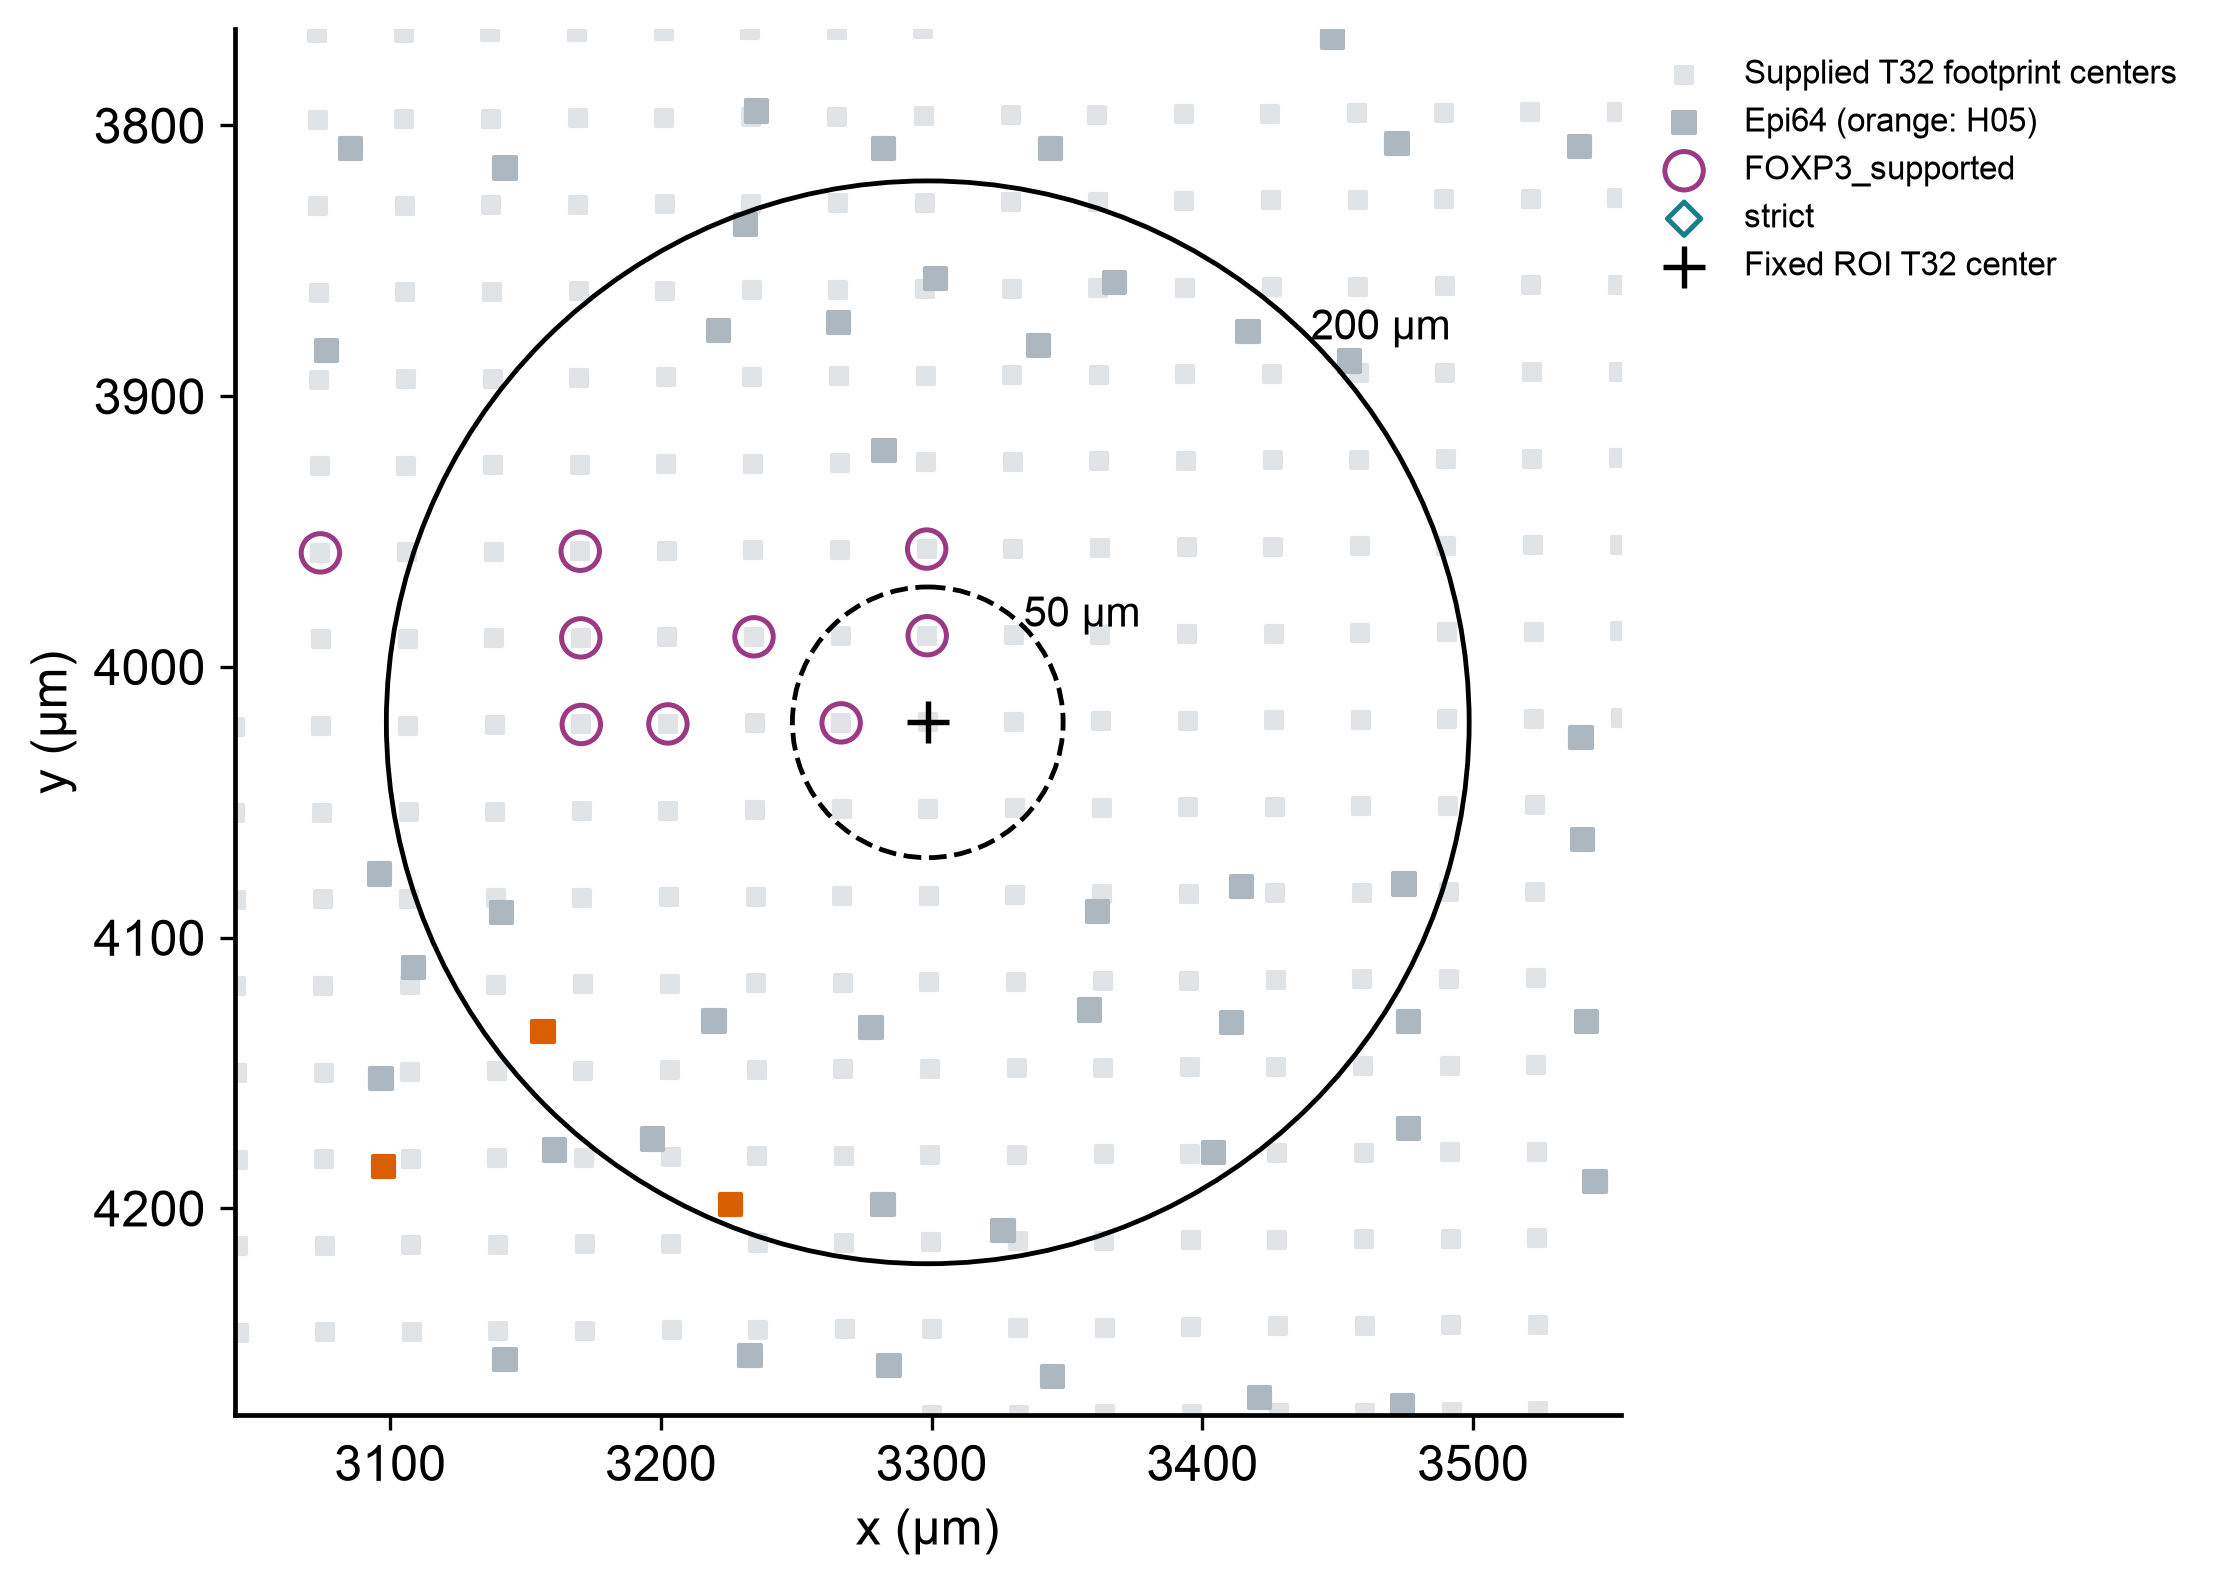 Supplied T32 footprint centers
Epi64 (orange: H05)
FOXP3_supported
strict
Fixed ROI T32 center
200 µm
50 µm
3800
3900
4000
4100
4200
y (µm)
3100 3200 3300 3400 3500
x (µm)